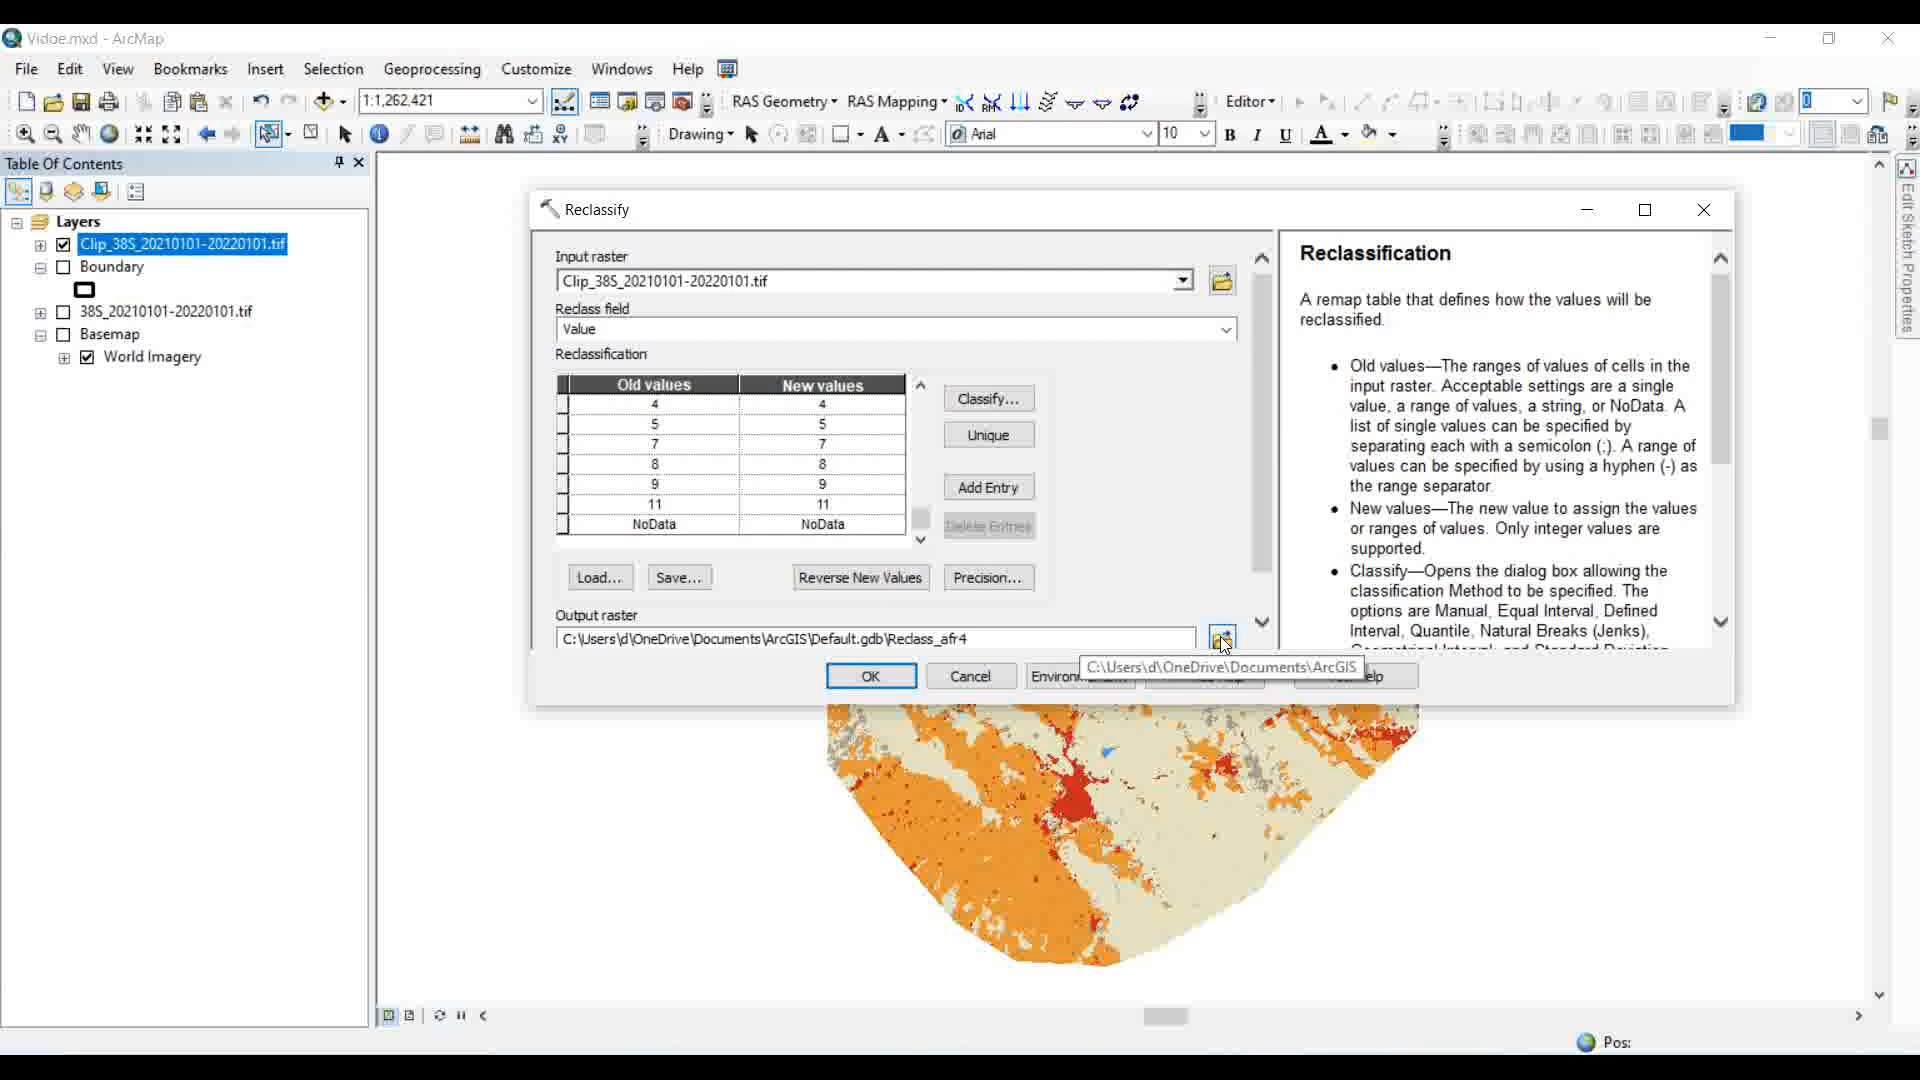 Vidoe.mxd - ArcMap
File Edit View Bookmarks Insert Selection Geoprocessing Customize Windows Help
1:1,262,421 RAS Geometry RAS Mapping Editor 0
Drawing Arial 10 B I U A
Table Of Contents
Layers
Clip_38S_20210101-20220101.tif
Boundary
38S_20210101-20220101.tif
Basemap
World Imagery
Reclassify
Input raster
Clip_38S_20210101-20220101.tif
Reclass field
Value
Reclassification
Old values New values
4 4
5 5
7 7
8 8
9 9
11 11
NoData NoData
Classify...
Unique
Add Entry
Delete Entries
Load... Save... Reverse New Values Precision...
Output raster
C:\Users\d\OneDrive\Documents\ArcGIS\Default.gdb\Reclass_afr4
C:\Users\d\OneDrive\Documents\ArcGIS
OK Cancel
Reclassification
A remap table that defines how the values will be
reclassified.
• Old values—The ranges of values of cells in the
input raster. Acceptable settings are a single
value, a range of values, a string, or NoData. A
list of single values can be specified by
separating each with a semicolon (;). A range of
values can be specified by using a hyphen (-) as
the range separator.
• New values—The new value to assign the values
or ranges of values. Only integer values are
supported.
• Classify—Opens the dialog box allowing the
classification Method to be specified. The
options are Manual, Equal Interval, Defined
Interval, Quantile, Natural Breaks (Jenks),
Edit Sketch Properties
Pos: